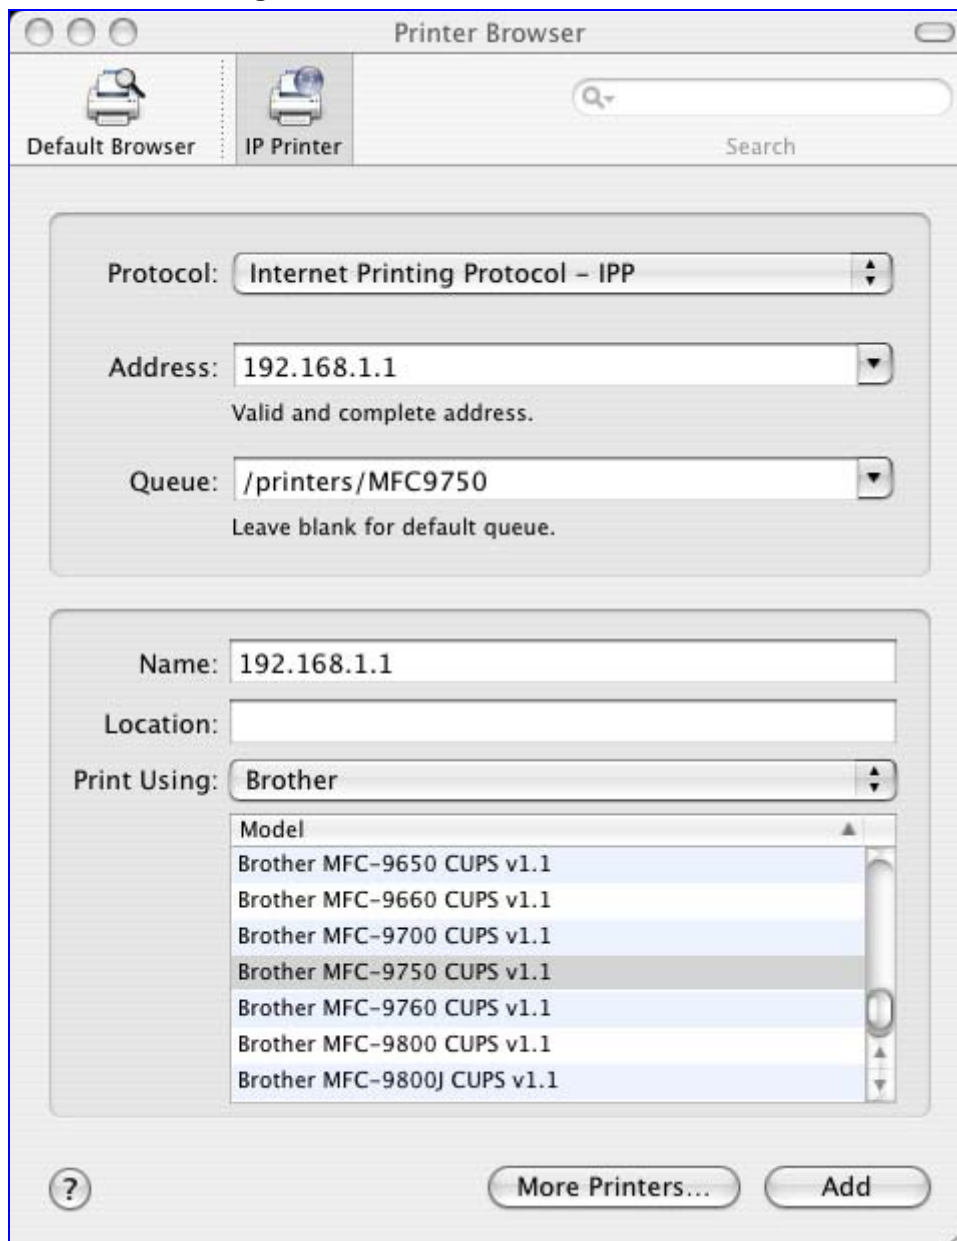 Printer Browser
Default Browser
IP Printer
Search
Protocol: Internet Printing Protocol – IPP
Address: 192.168.1.1
Valid and complete address.
Queue: /printers/MFC9750
Leave blank for default queue.
Name: 192.168.1.1
Location:
Print Using: Brother
Model
Brother MFC-9650 CUPS v1.1
Brother MFC-9660 CUPS v1.1
Brother MFC-9700 CUPS v1.1
Brother MFC-9750 CUPS v1.1
Brother MFC-9760 CUPS v1.1
Brother MFC-9800 CUPS v1.1
Brother MFC-9800J CUPS v1.1
?
More Printers...
Add